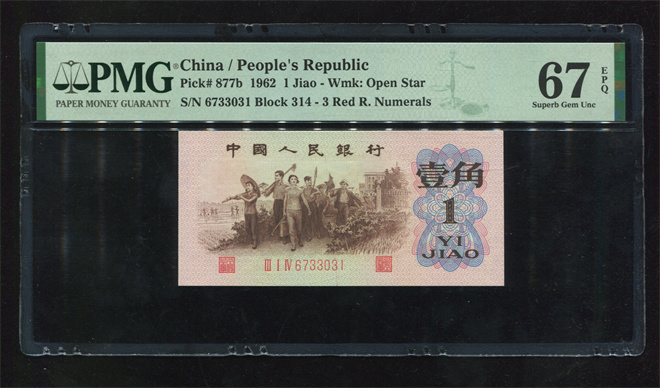 PMG
PAPER MONEY GUARANTY
China / People's Republic
Pick# 877b 1962 1 Jiao - Wmk: Open Star
S/N 6733031 Block 314 - 3 Red R. Numerals
67
EPQ
Superb Gem Unc
中國人民銀行
壹角
1
YI
JIAO
III I IV 6733031